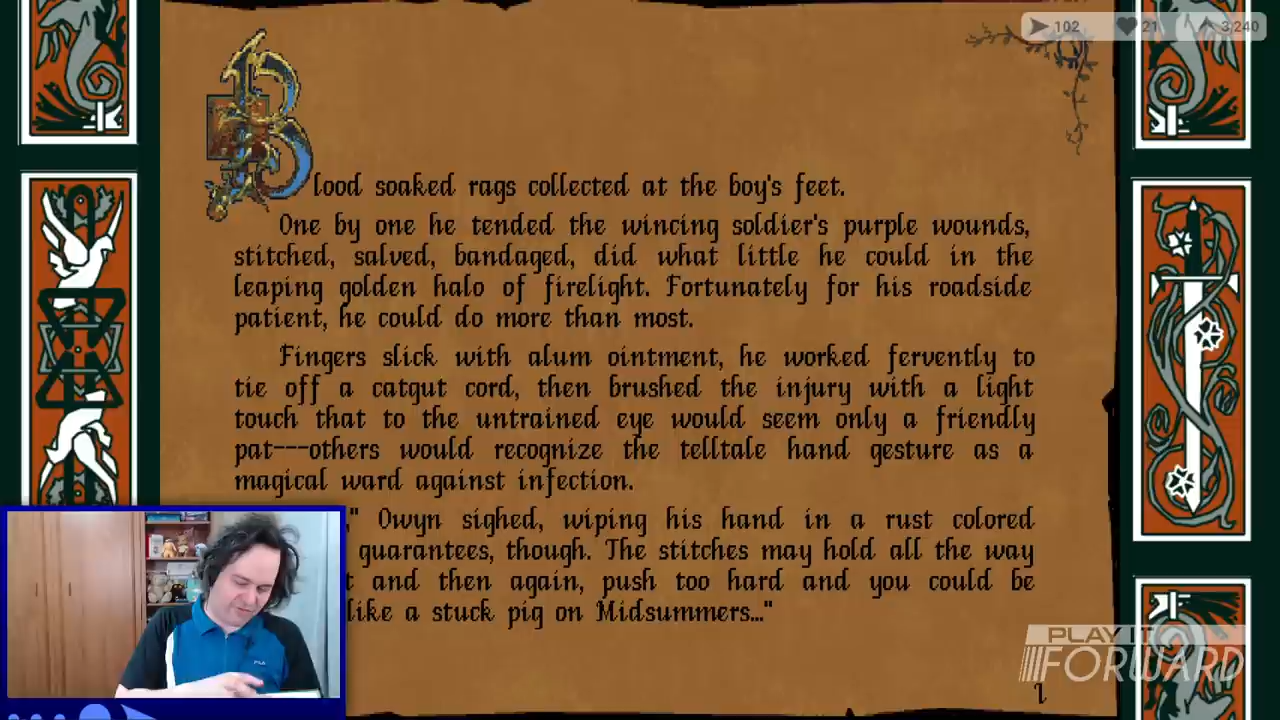 102 21 3,240
Blood soaked rags collected at the boy's feet.
One by one he tended the wincing soldier's purple wounds,
stitched, salved, bandaged, did what little he could in the
leaping golden halo of firelight. Fortunately for his roadside
patient, he could do more than most.
Fingers slick with alum ointment, he worked fervently to
tie off a catgut cord, then brushed the injury with a light
touch that to the untrained eye would seem only a friendly
pat---others would recognize the telltale hand gesture as a
magical ward against infection.
," Owyn sighed, wiping his hand in a rust colored
guarantees, though. The stitches may hold all the way
t and then again, push too hard and you could be
like a stuck pig on Midsummers..."
PLAY IT
FORWARD
1
FILA